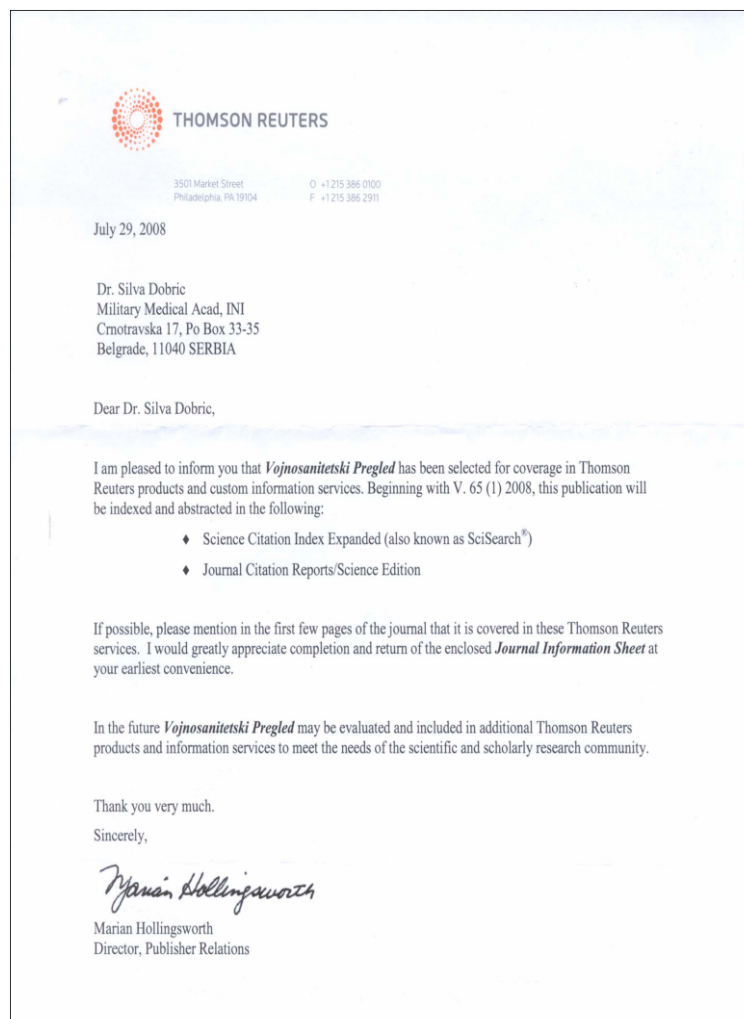 THOMSON REUTERS
3501 Market Street O +1 215 386 0100
Philadelphia, PA 19104 F +1 215 386 2911
July 29, 2008
Dr. Silva Dobric
Military Medical Acad, INI
Crnotravska 17, Po Box 33-35
Belgrade, 11040 SERBIA
Dear Dr. Silva Dobric,
I am pleased to inform you that Vojnosanitetski Pregled has been selected for coverage in Thomson
Reuters products and custom information services. Beginning with V. 65 (1) 2008, this publication will
be indexed and abstracted in the following:
♦ Science Citation Index Expanded (also known as SciSearch®)
♦ Journal Citation Reports/Science Edition
If possible, please mention in the first few pages of the journal that it is covered in these Thomson Reuters
services. I would greatly appreciate completion and return of the enclosed Journal Information Sheet at
your earliest convenience.
In the future Vojnosanitetski Pregled may be evaluated and included in additional Thomson Reuters
products and information services to meet the needs of the scientific and scholarly research community.
Thank you very much.
Sincerely,
Marian Hollingsworth
Marian Hollingsworth
Director, Publisher Relations